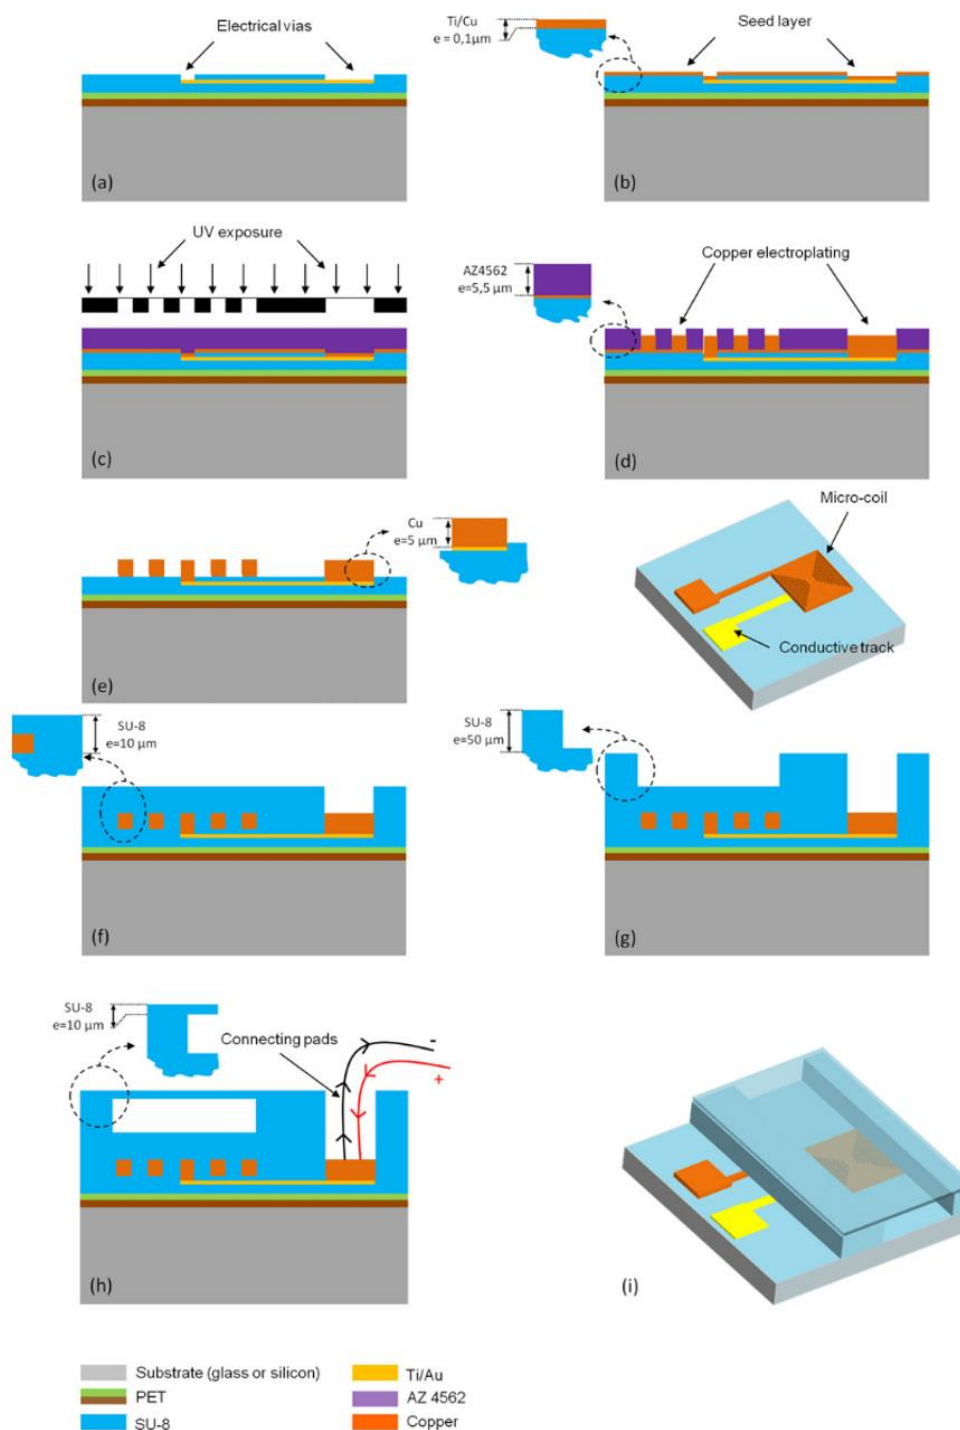 Electrical vias
(a)
Ti/Cu
e = 0,1µm
Seed layer
(b)
UV exposure
(c)
AZ4562
e=5,5 µm
Copper electroplating
(d)
Cu
e=5 µm
(e)
Micro-coil
Conductive track
SU-8
e=10 µm
(f)
SU-8
e=50 µm
(g)
SU-8
e=10 µm
Connecting pads
-
+
(h)
(i)
Substrate (glass or silicon)
PET
SU-8
Ti/Au
AZ 4562
Copper